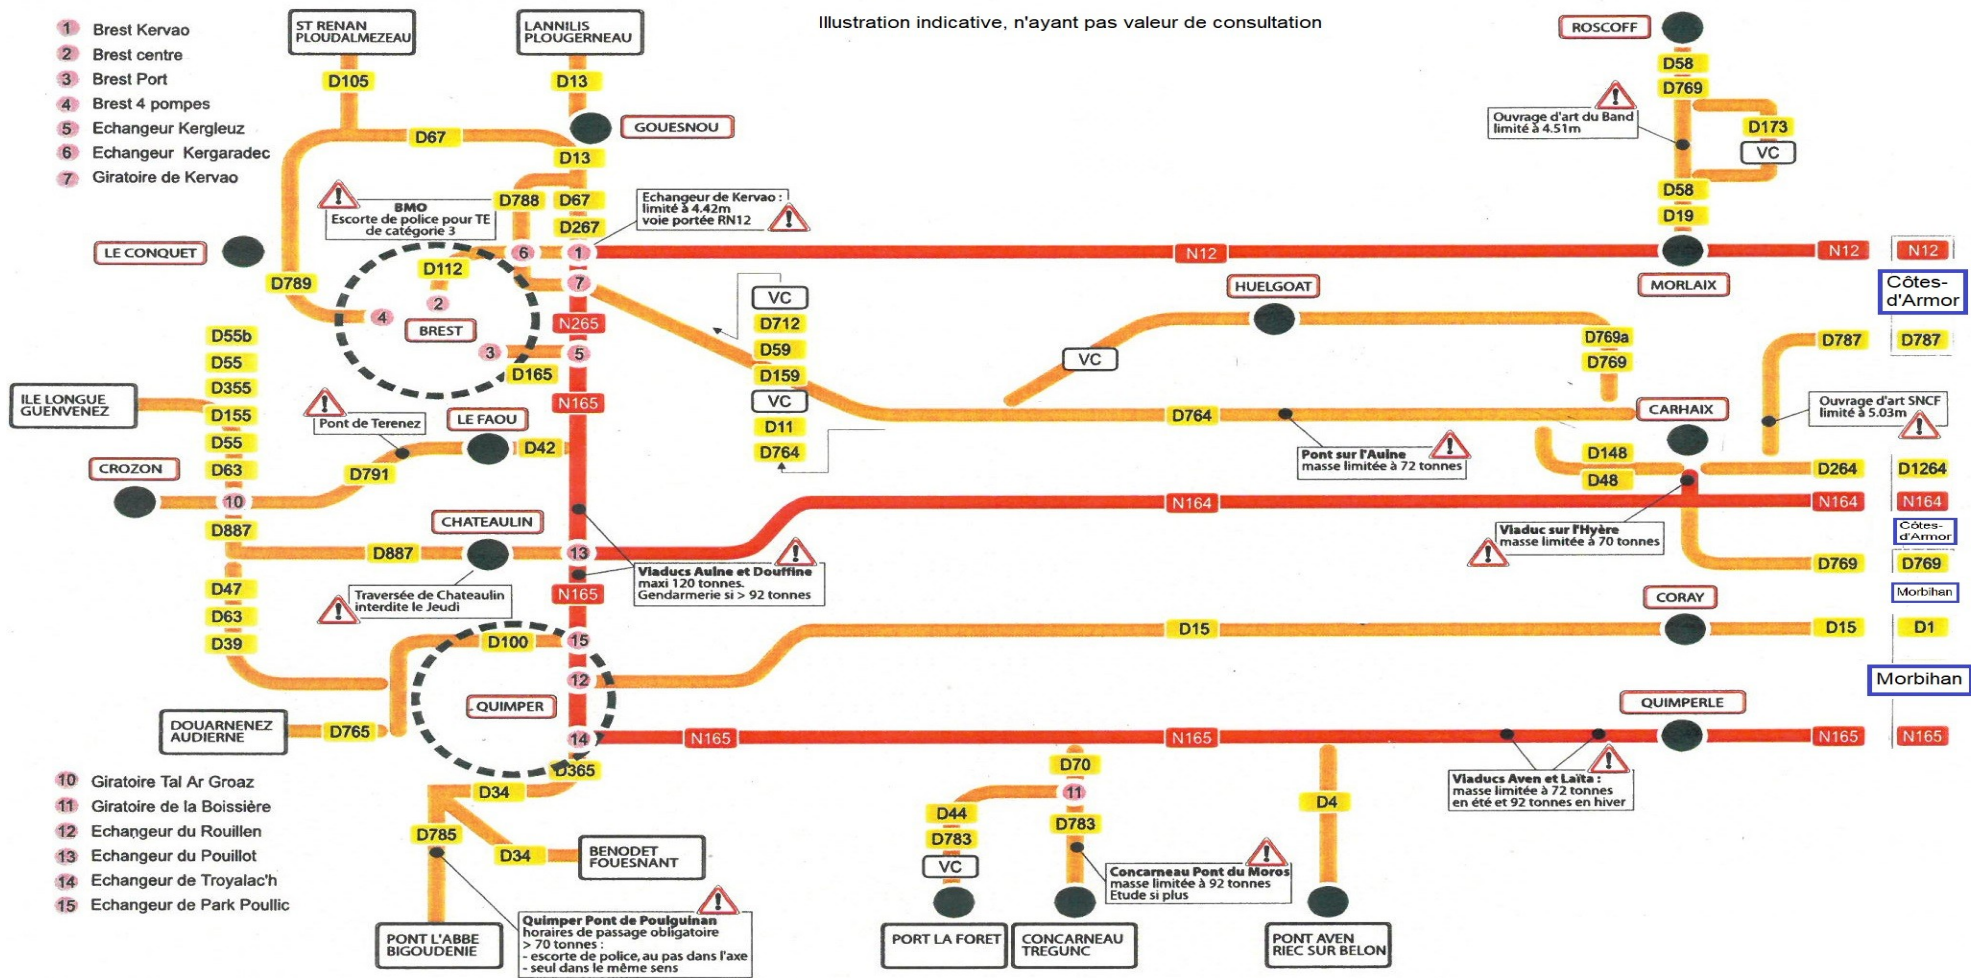 Illustration indicative, n'ayant pas valeur de consultation
1 Brest Kervao
2 Brest centre
3 Brest Port
4 Brest 4 pompes
5 Echangeur Kergleuz
6 Echangeur Kergaradec
7 Giratoire de Kervao
ST RENAN
PLOUDALMEZEAU
LANNILIS
PLOUGERNEAU
D105
D13
GOUESNOU
D67
D13
D788
D67
D267
BMO
Escorte de police pour TE
de catégorie 3
Echangeur de Kervao :
limité à 4.42m
voie portée RN12
ROSCOFF
D58
D769
Ouvrage d'art du Band
limité à 4.51m
D173
VC
D58
D19
LE CONQUET
D789
D112
6
1
7
2
4
BREST
3
5
N265
D165
N165
N12
MORLAIX
N12
N12
Côtes-
d'Armor
VC
D712
D59
D159
VC
D11
D764
HUELGOAT
VC
D769a
D769
D787
D787
D764
CARHAIX
Ouvrage d'art SNCF
limité à 5.03m
Pont sur l'Aulne
masse limitée à 72 tonnes
D148
D48
D264
D1264
D55b
D55
D355
D155
D55
D63
ILE LONGUE
GUENVENEZ
Pont de Terenez
LE FAOU
D42
CROZON
10
D791
D887
CHATEAULIN
D887
13
N164
N164
N164
Viaduc sur l'Hyère
masse limitée à 70 tonnes
Côtes-
d'Armor
D769
D769
Morbihan
Viaducs Aulne et Douffine
maxi 120 tonnes.
Gendarmerie si > 92 tonnes
Traversée de Chateaulin
interdite le Jeudi
N165
D47
D63
D39
D100
15
12
QUIMPER
14
CORAY
D15
D15
D1
Morbihan
DOUARNENEZ
AUDIERNE
D765
D365
N165
N165
QUIMPERLE
N165
N165
Viaducs Aven et Laïta :
masse limitée à 72 tonnes
en été et 92 tonnes en hiver
10 Giratoire Tal Ar Groaz
11 Giratoire de la Boissière
12 Echangeur du Rouillen
13 Echangeur du Pouillot
14 Echangeur de Troyalac'h
15 Echangeur de Park Poullic
D34
D785
D34
BENODET
FOUESNANT
PONT L'ABBE
BIGOUDENIE
Quimper Pont de Poulguinan
horaires de passage obligatoire
> 70 tonnes :
- escorte de police, au pas dans l'axe
- seul dans le même sens
D70
11
D44
D783
VC
D783
D4
Concarneau Pont du Moros
masse limitée à 92 tonnes
Etude si plus
PORT LA FORET
CONCARNEAU
TREGUNC
PONT AVEN
RIEC SUR BELON